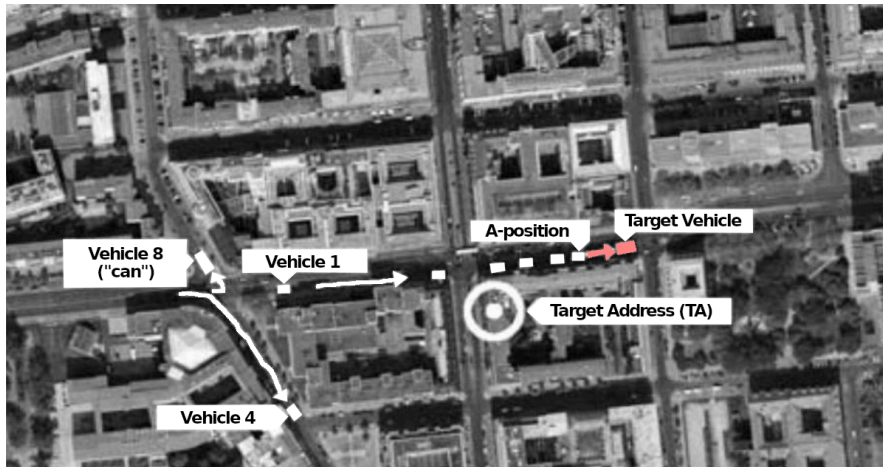 A-position
Target Vehicle
Vehicle 8
("can")
Vehicle 1
Target Address (TA)
Vehicle 4